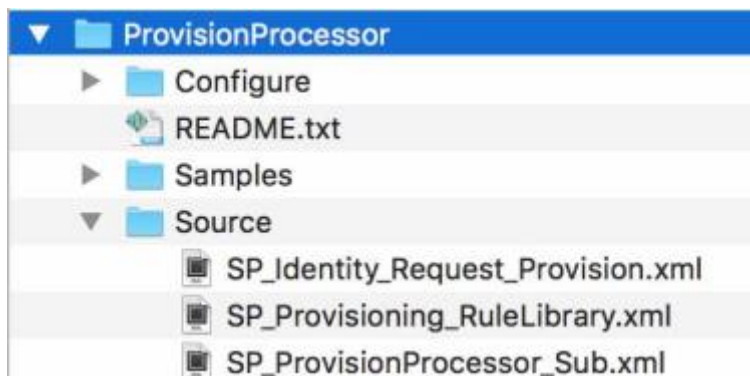 ProvisionProcessor
Configure
README.txt
Samples
Source
SP_Identity_Request_Provision.xml
SP_Provisioning_RuleLibrary.xml
SP_ProvisionProcessor_Sub.xml